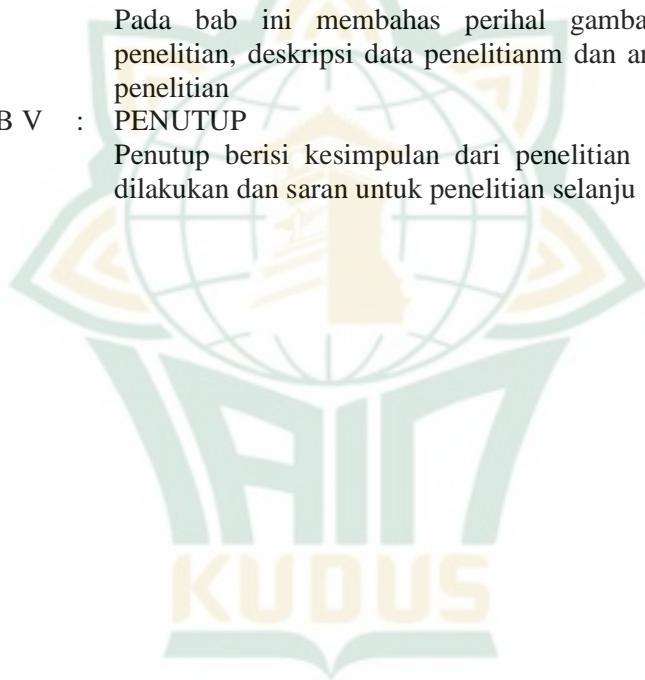 Pada bab ini membahas perihal gamba
penelitian, deskripsi data penelitianm dan an
penelitian
B V : PENUTUP
Penutup berisi kesimpulan dari penelitian
dilakukan dan saran untuk penelitian selanju
IAIN
KUDUS